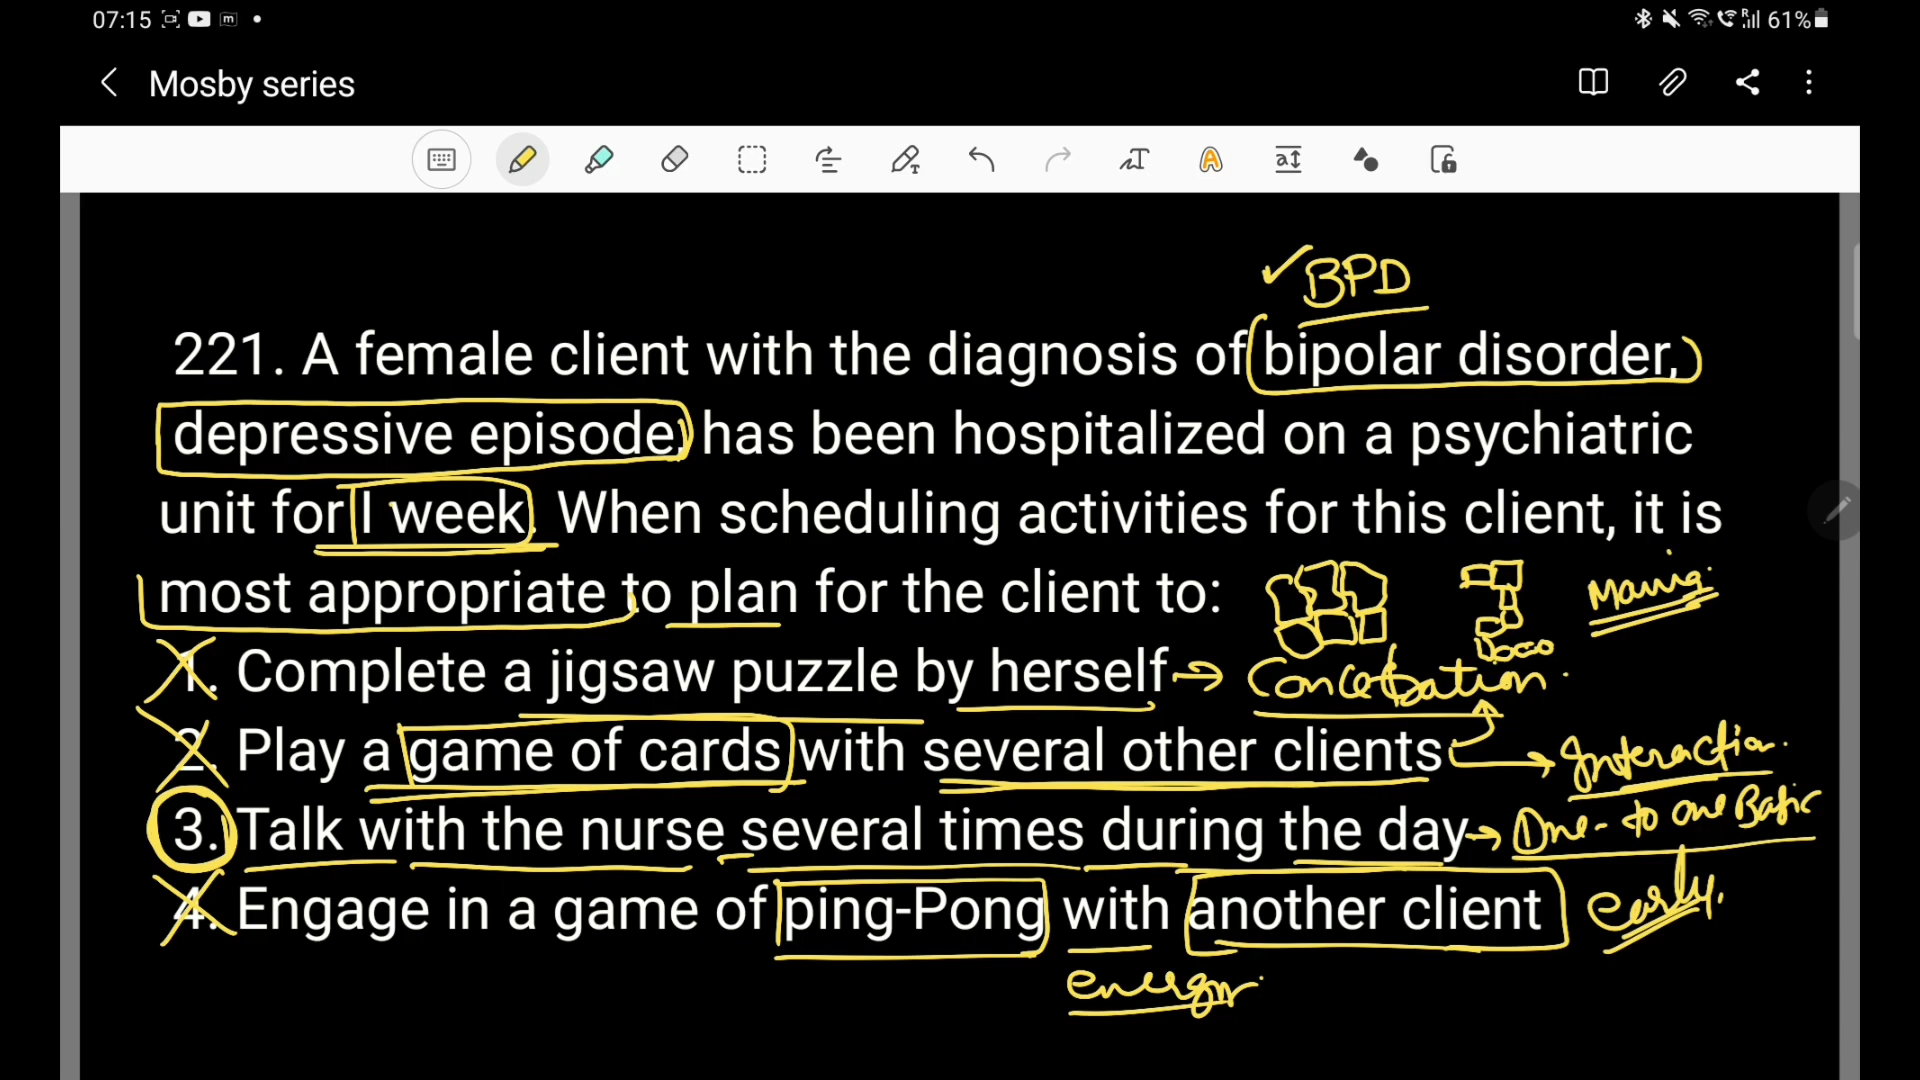 07:15
61%
Mosby series
✓BPD
221. A female client with the diagnosis of bipolar disorder,
depressive episode, has been hospitalized on a psychiatric
unit for I week. When scheduling activities for this client, it is
most appropriate to plan for the client to:
Mania
1. Complete a jigsaw puzzle by herself →
2. Play a game of cards with several other clients → Interaction.
3. Talk with the nurse several times during the day → One-to one Basic
4. Engage in a game of ping-Pong with another client early.
energy